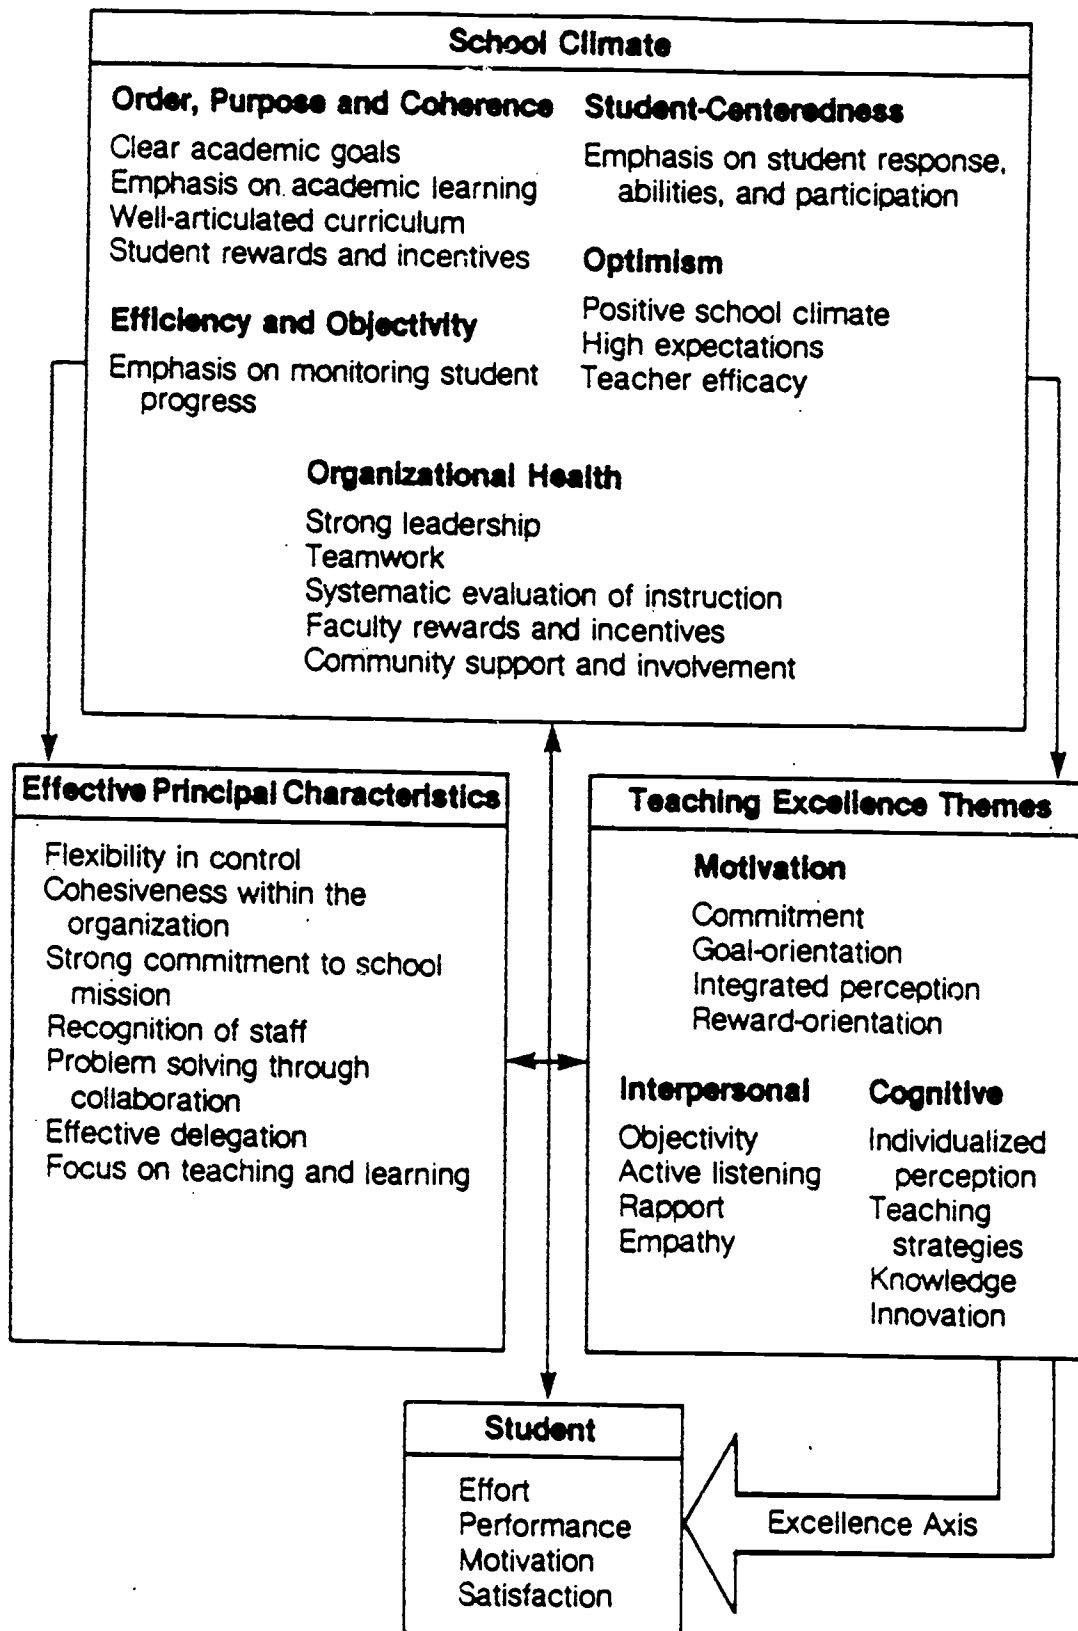 School Climate
Order, Purpose and Coherence
Clear academic goals
Emphasis on academic learning
Well-articulated curriculum
Student rewards and incentives
Efficiency and Objectivity
Emphasis on monitoring student
progress
Student-Centeredness
Emphasis on student response,
abilities, and participation
Optimism
Positive school climate
High expectations
Teacher efficacy
Organizational Health
Strong leadership
Teamwork
Systematic evaluation of instruction
Faculty rewards and incentives
Community support and involvement
Effective Principal Characteristics
Flexibility in control
Cohesiveness within the
organization
Strong commitment to school
mission
Recognition of staff
Problem solving through
collaboration
Effective delegation
Focus on teaching and learning
Teaching Excellence Themes
Motivation
Commitment
Goal-orientation
Integrated perception
Reward-orientation
Interpersonal
Objectivity
Active listening
Rapport
Empathy
Cognitive
Individualized
perception
Teaching
strategies
Knowledge
Innovation
Student
Effort
Performance
Motivation
Satisfaction
Excellence Axis